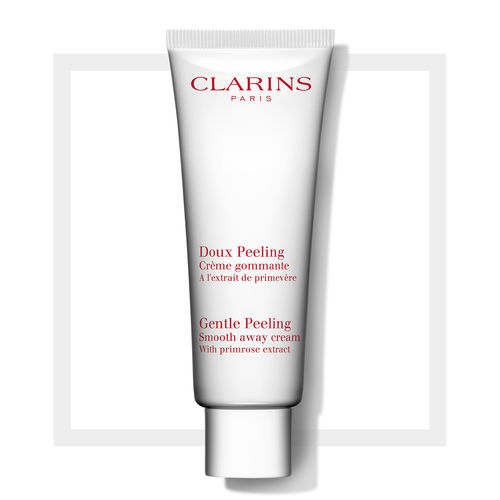 CLARINS
PARIS
Doux Peeling
Crème gommante
A l'extrait de primevère
Gentle Peeling
Smooth away cream
With primrose extract